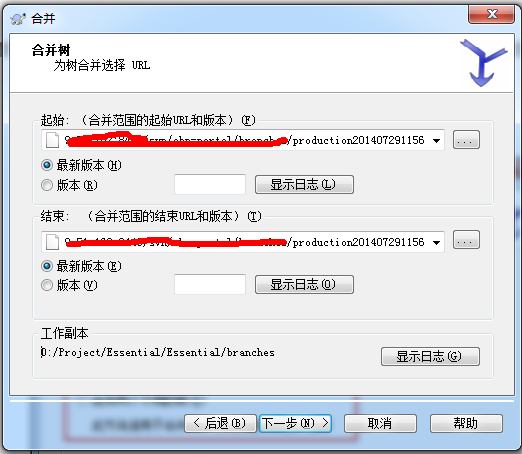 合并
合并树
为树合并选择 URL
起始: (合并范围的起始URL和版本)(F)
/production201407291156
...
最新版本(H)
版本(R)
显示日志(L)
结束: (合并范围的结束URL和版本)(T)
/production201407291156
...
最新版本(E)
版本(Y)
显示日志(O)
工作副本
D:/Project/Essential/Essential/branches
显示日志(G)
< 后退(B) 下一步(N) > 取消 帮助